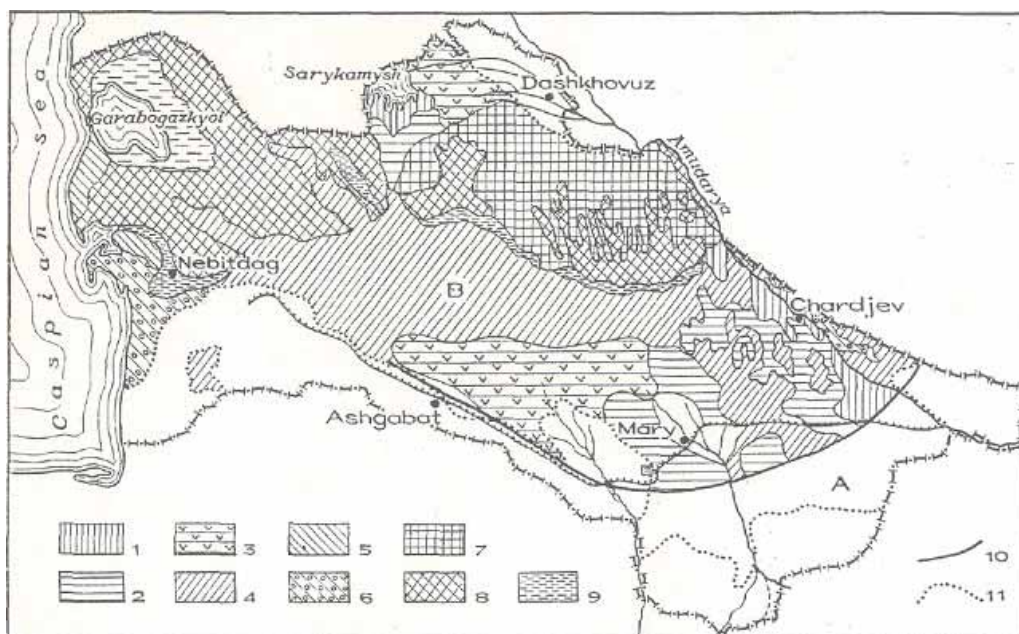 Caspian sea
Garabogazkyol
Sarykamysh
Dashkhovuz
Amudarya
Nebitdag
B
Chardjev
Ashgabat
Mary
A
1
3
5
7
10
2
4
6
8
9
11